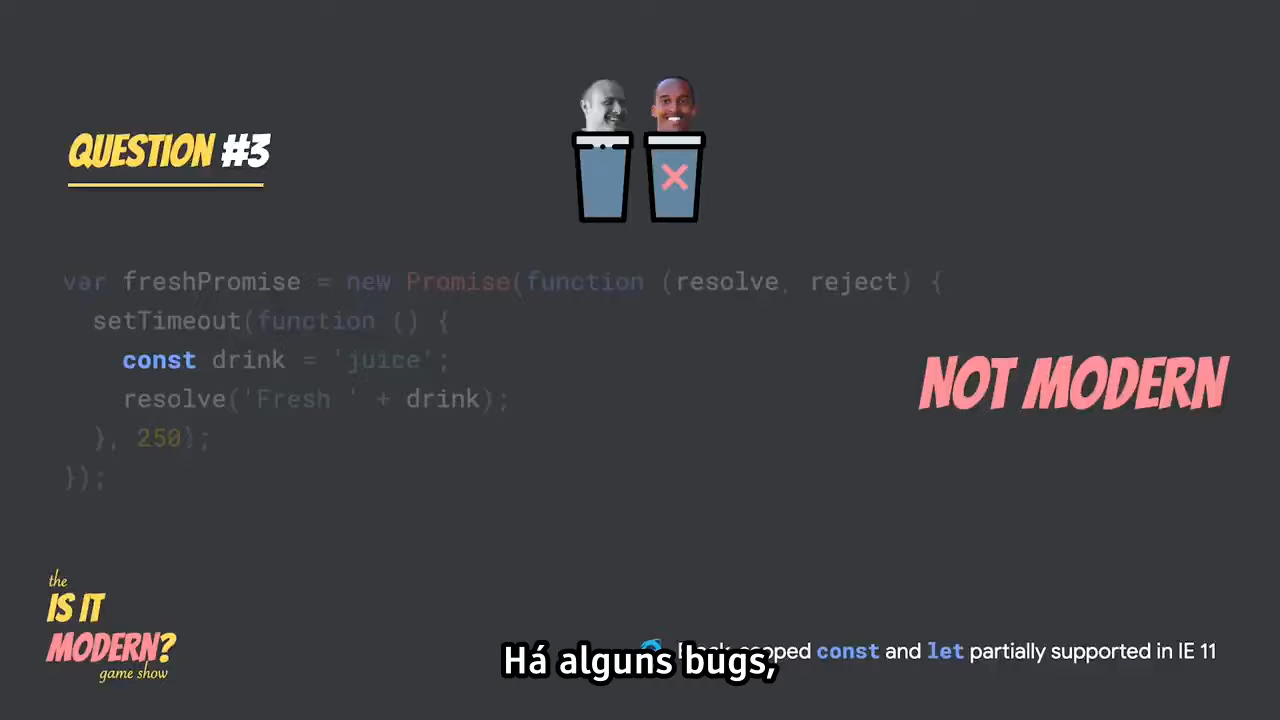 QUESTION #3
var freshPromise = new Promise(function (resolve, reject) {
setTimeout(function () {
const drink = 'juice';
resolve('Fresh ' + drink);
}, 250);
});
NOT MODERN
the
IS IT
MODERN?
game show
const and let partially supported in IE 11
Há alguns bugs,